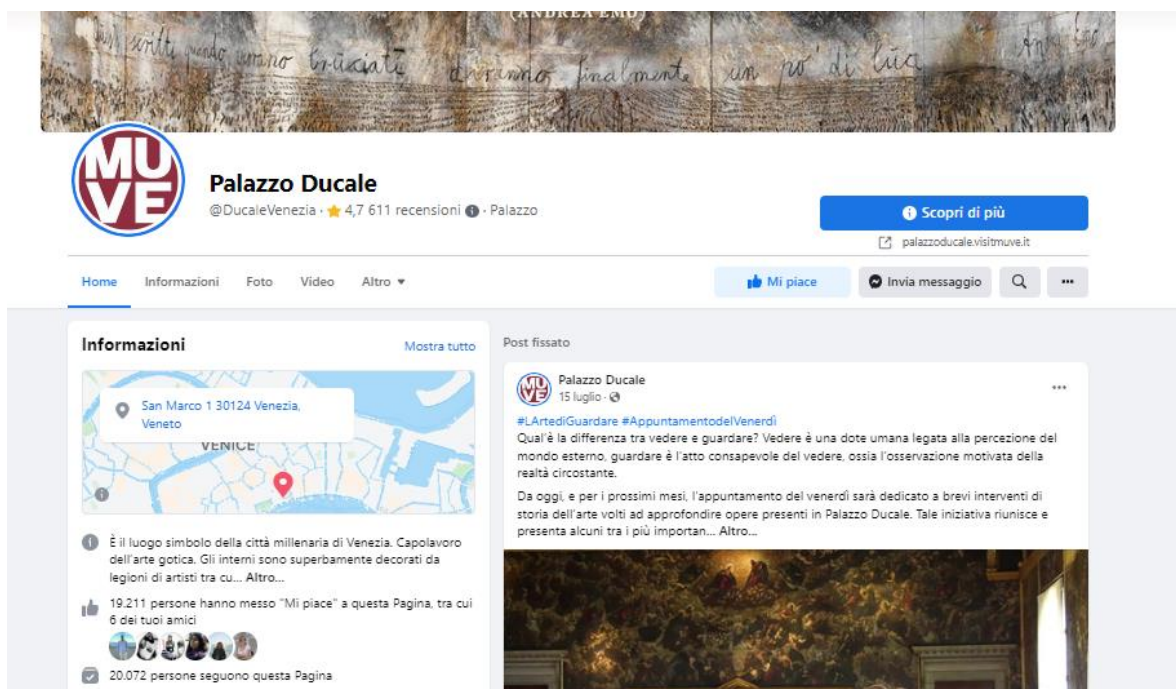 (ANDREA EMO)
quando saranno bruciati daranno finalmente un po' di luce
MU
VE
Palazzo Ducale
@DucaleVenezia · 4,7 611 recensioni · Palazzo
Scopri di più
palazzoducale.visitmuve.it
Home Informazioni Foto Video Altro
Mi piace Invia messaggio
Informazioni Mostra tutto
San Marco 1 30124 Venezia,
Veneto
VENICE
È il luogo simbolo della città millenaria di Venezia. Capolavoro
dell'arte gotica. Gli interni sono superbamente decorati da
legioni di artisti tra cu... Altro...
19.211 persone hanno messo "Mi piace" a questa Pagina, tra cui
6 dei tuoi amici
20.072 persone seguono questa Pagina
Post fissato
MU
VE
Palazzo Ducale
15 luglio ·
#LArtediGuardare #AppuntamentodelVenerdì
Qual'è la differenza tra vedere e guardare? Vedere è una dote umana legata alla percezione del
mondo esterno, guardare è l'atto consapevole del vedere, ossia l'osservazione motivata della
realtà circostante.
Da oggi, e per i prossimi mesi, l'appuntamento del venerdì sarà dedicato a brevi interventi di
storia dell'arte volti ad approfondire opere presenti in Palazzo Ducale. Tale iniziativa riunisce e
presenta alcuni tra i più importan... Altro...